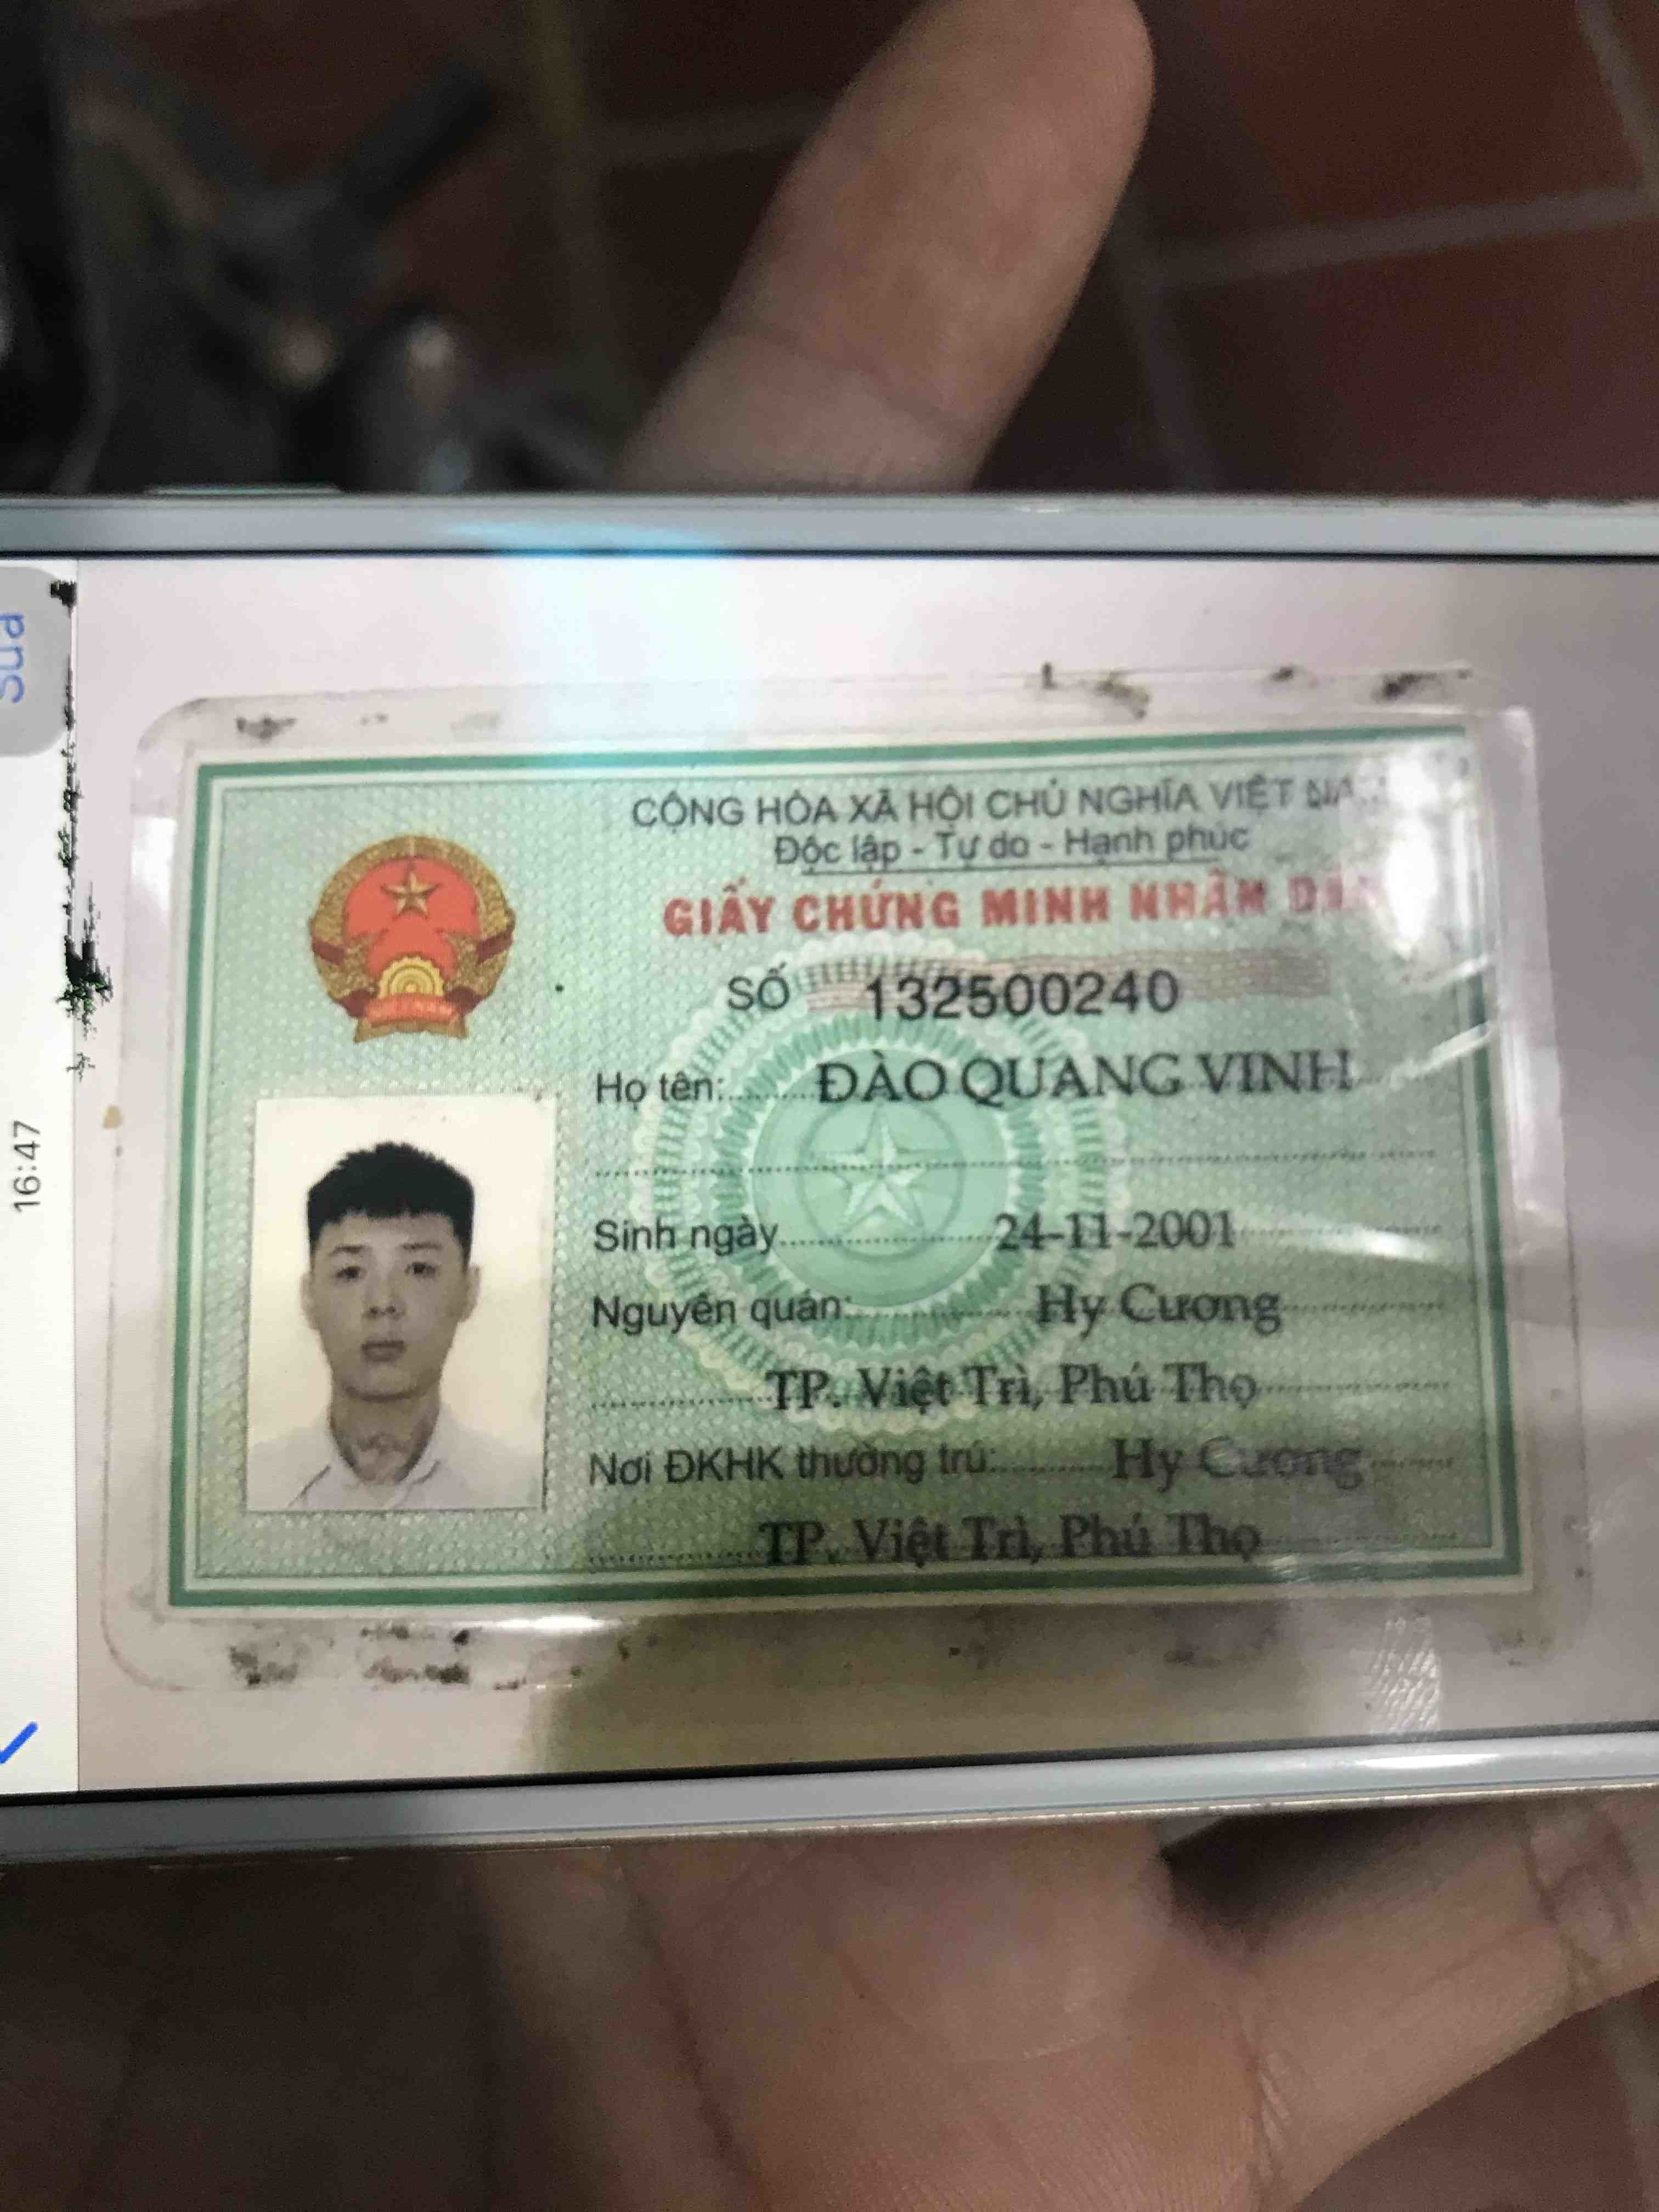 Sửa
16:47
CỘNG HÒA XÃ HỘI CHỦ NGHĨA VIỆT
Độc lập - Tự do - Hạnh phúc
GIẤY CHỨNG MINH NHÂN
SỐ 132500240
Họ tên: ĐÀO QUANG VINH
Sinh ngày 24-11-2001
Nguyên quán: Hy Cương
TP. Việt Trì, Phú Thọ
Nơi ĐKHK thường trú: Hy Cương
TP. Việt Trì, Phú Thọ